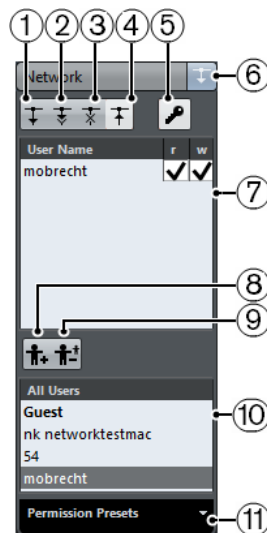 1 2 3 4 5
Network
6
User Name r w
mobrecht
7
8
9
All Users
Guest
10
nk networktestmac
54
mobrecht
Permission Presets
11